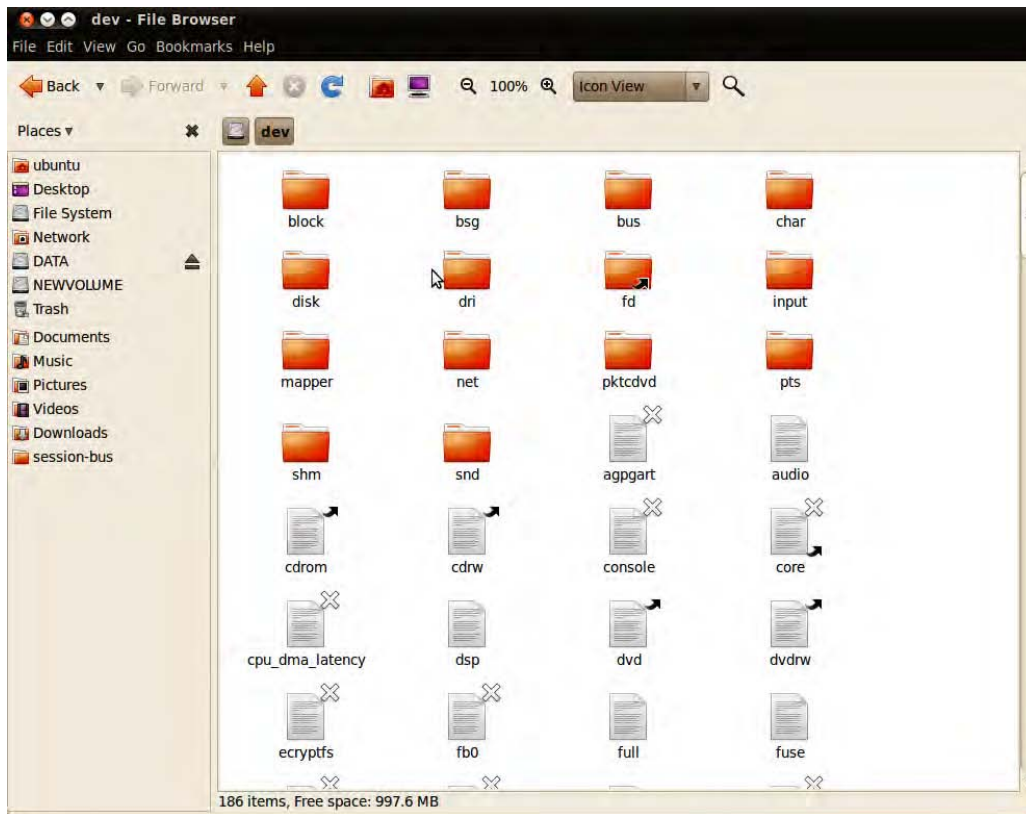 dev - File Browser
File Edit View Go Bookmarks Help
Back Forward 100% Icon View
Places dev
ubuntu
Desktop
File System
Network
DATA
NEWVOLUME
Trash
Documents
Music
Pictures
Videos
Downloads
session-bus
block bsg bus char
disk dri fd input
mapper net pktcdvd pts
shm snd agpgart audio
cdrom cdrw console core
cpu_dma_latency dsp dvd dvdrw
ecryptfs fb0 full fuse
186 items, Free space: 997.6 MB